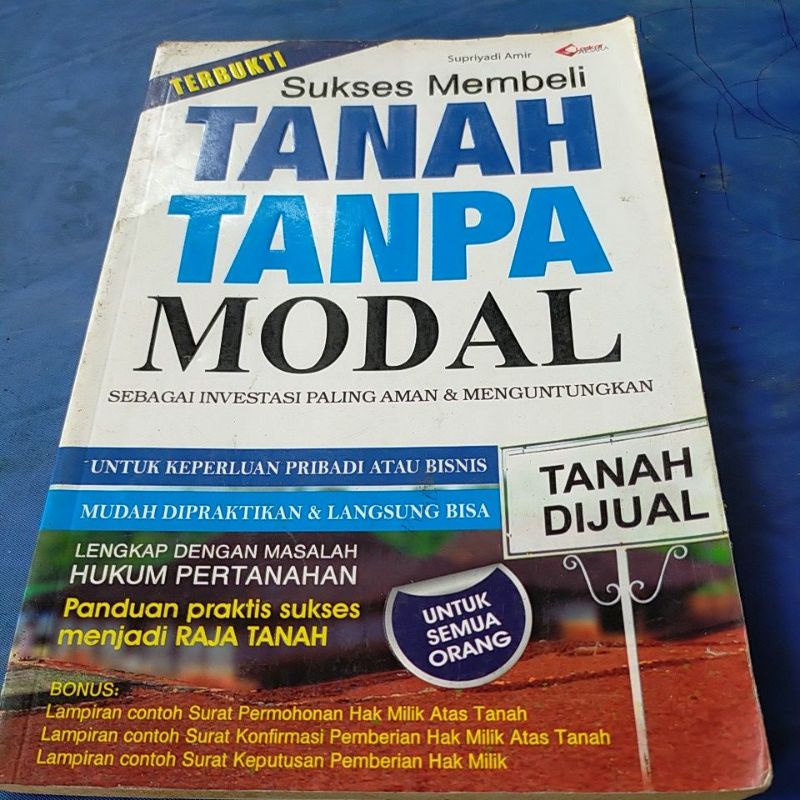 TERBUKTI
Supriyadi Amir
Sukses Membeli
TANAH
TANPA
MODAL
SEBAGAI INVESTASI PALING AMAN & MENGUNTUNGKAN
UNTUK KEPERLUAN PRIBADI ATAU BISNIS
MUDAH DIPRAKTIKAN & LANGSUNG BISA
TANAH
DIJUAL
LENGKAP DENGAN MASALAH
HUKUM PERTANAHAN
Panduan praktis sukses
menjadi RAJA TANAH
UNTUK
SEMUA
ORANG
BONUS:
Lampiran contoh Surat Permohonan Hak Milik Atas Tanah
Lampiran contoh Surat Konfirmasi Pemberian Hak Milik Atas Tanah
Lampiran contoh Surat Keputusan Pemberian Hak Milik